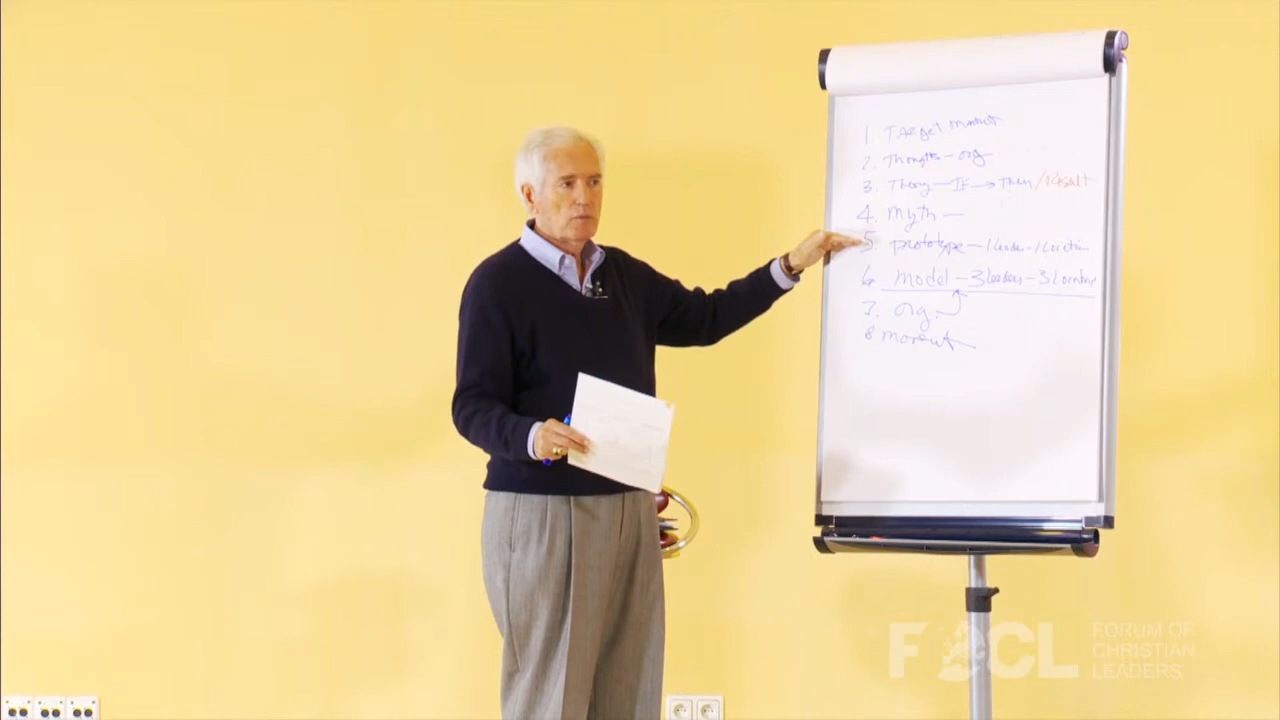 1. TARget market
2. Thoughts - org
3. Theory - IF → Then /Result
4. Myth -
5. prototype - 1 Leader - 1 Location
6. model - 3 Leaders - 3 Locations
7. org.
8
FOCL
FORUM OF
CHRISTIAN
LEADERS